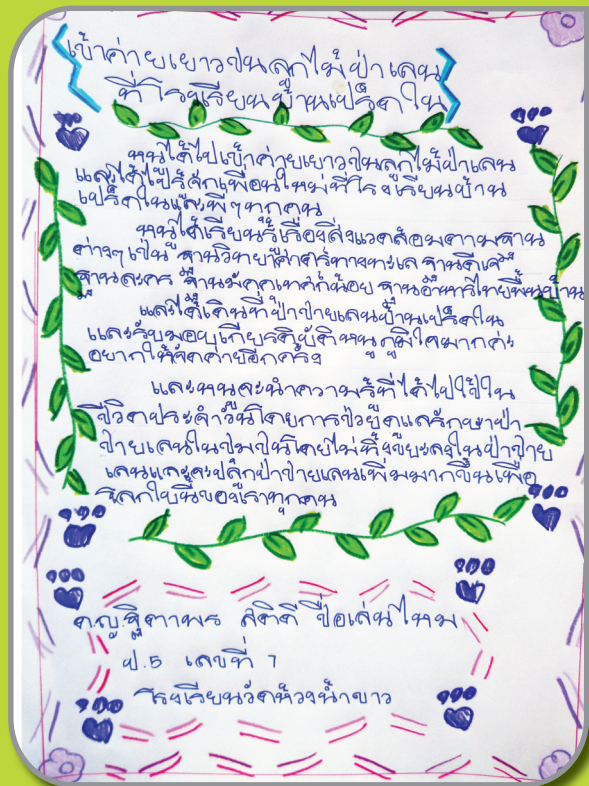 เข้าค่ายเยาวชนลูกไม้ป่าเลน
ที่โรงเรียนบ้านเปร็ดใน
หนูได้ไปเข้าค่ายเยาวชนลูกไม้ป่าเลน
และได้ไปรู้จักเพื่อนใหม่ที่โรงเรียนบ้าน
เปร็ดในและพี่ๆทุกคน
หนูได้เรียนรู้เรื่องสิ่งแวดล้อมตามฐาน
ต่างๆเช่น ฐานวิทยาศาสตร์ทางทะเล ฐานดีเจ
ฐานละคร ฐานมัคคุเทศก์น้อย ฐานอาหารไทยพื้นบ้าน
และได้เดินที่ป่าชายเลนบ้านเปร็ดใน
และรับมอบเกียรติบัติหนูภูมิใจมากค่ะ
อยากให้จัดค่ายอีกครั้ง
และหนูจะนำความรู้ที่ได้ไปใช้ใน
ชีวิตประจำวันโดยการช่วยดูแลรักษาป่า
ชายเลนในชุมชนโดยไม่ทิ้งขยะลงในป่าชาย
เลนและจะปลูกป่าชายเลนเพิ่มมากขึ้นเพื่อ
โลกใบนี้ของเราทุกคน
ด.ญ. สติดี ชื่อเล่นไหม
ป.5 เลขที่ 7
โรงเรียนวัดห้วงน้ำขาว